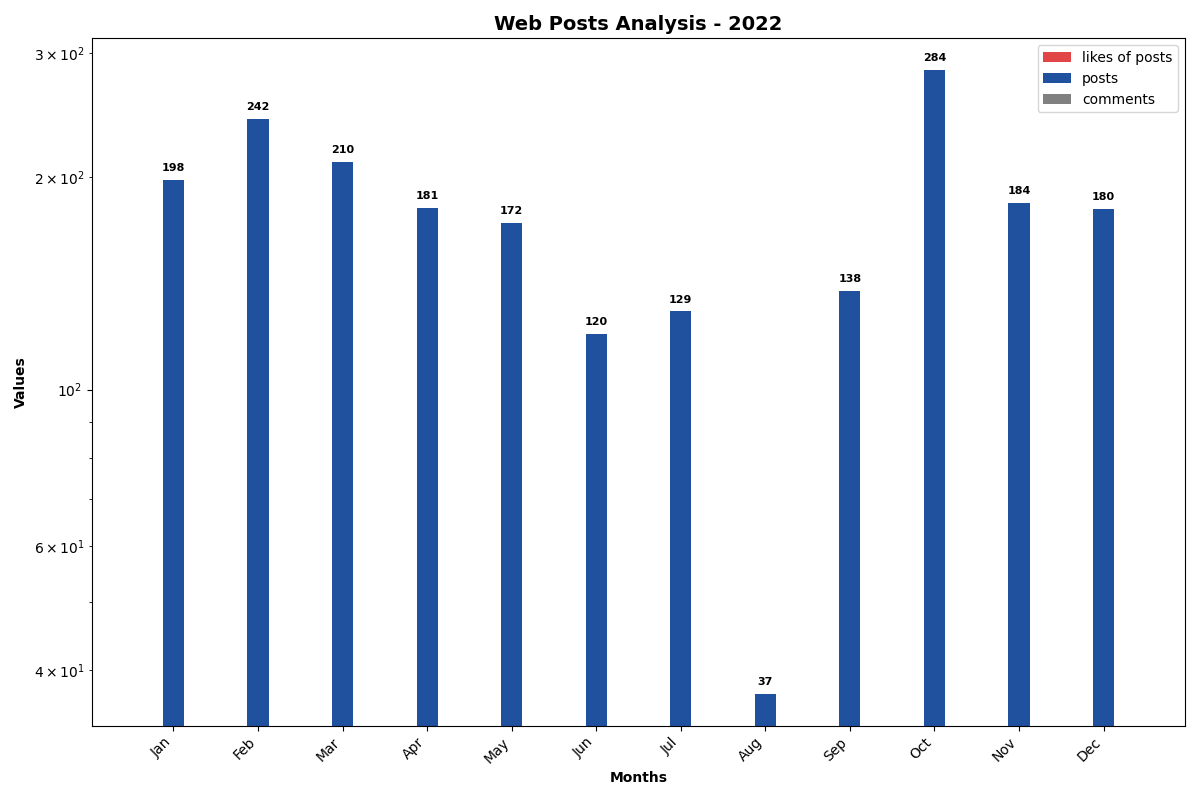 Web Posts Analysis - 2022
likes of posts
posts
comments
Values
3 × 10²
2 × 10²
10²
6 × 10¹
4 × 10¹
198
242
210
181
172
120
129
37
138
284
184
180
Jan
Feb
Mar
Apr
May
Jun
Jul
Aug
Sep
Oct
Nov
Dec
Months